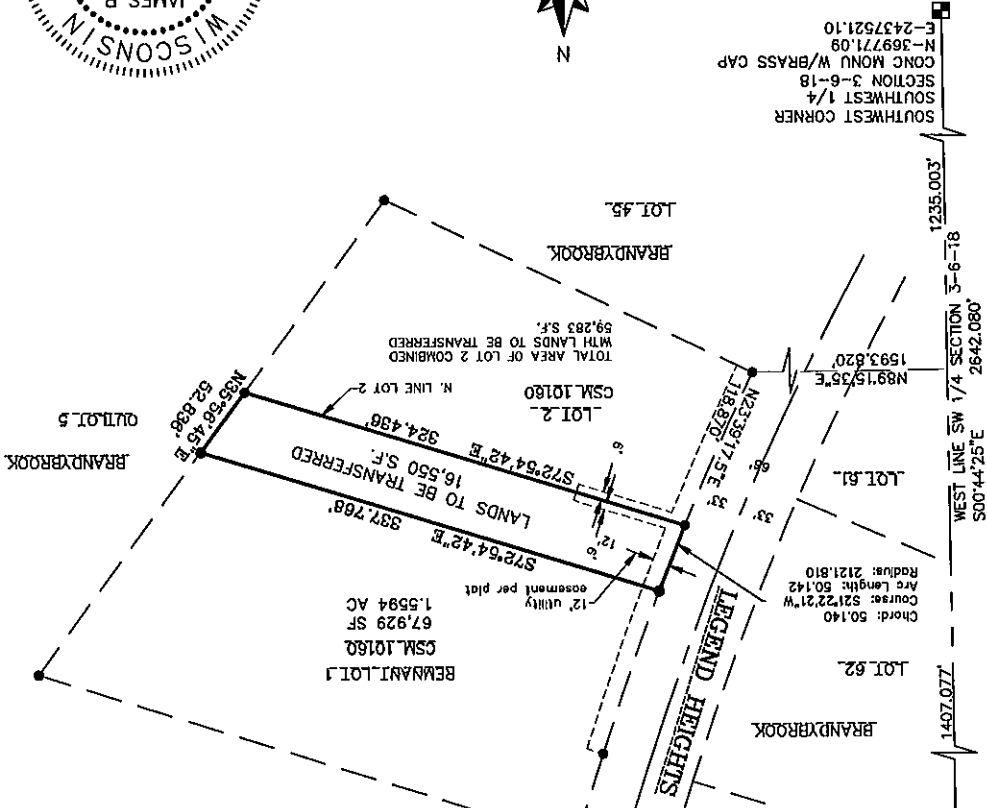 BRANDYBROOK
LOT 62
LEGEND HEIGHTS
1407.077'
REMNANT LOT 1
CSM 10160
67,929 SF
1.5594 AC
12' utility
easement per plat
Chord: 50.140
Course: S21°22'21"W
Arc Length: 50.142
Radius: 2121.810
S72°54'42"E
337.768'
LANDS TO BE TRANSFERRED
16,550 S.F.
S72°54'42"E
324.436'
12'
6'
6'
33'
33'
66'
LOT 61
BRANDYBROOK
OUTLOT 5
N35°56'45"E
52.836'
N. LINE LOT 2
LOT 2
CSM 10160
TOTAL AREA OF LOT 2 COMBINED
WITH LANDS TO BE TRANSFERRED
59,283 S.F.
N23°39'17.5"E
118.870'
N89°15'35"E
1593.820'
WEST LINE SW 1/4 SECTION 3-6-18
S00°44'25"E
2642.080'
BRANDYBROOK
LOT 45
1235.003'
SOUTHWEST CORNER
SOUTHWEST 1/4
SECTION 3-6-18
CONC MONU W/BRASS CAP
N-369771.09
E-2437521.10
N
WISCONSIN
JAMES R.